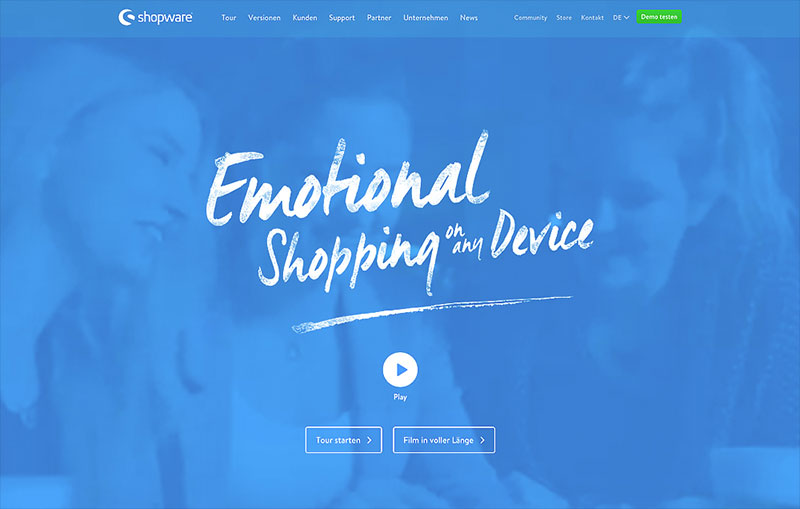 shopware Tour Versionen Kunden Support Partner Unternehmen News Community Store Kontakt DE Demo testen
Emotional
Shopping on any Device
Play
Tour starten
Film in voller Länge